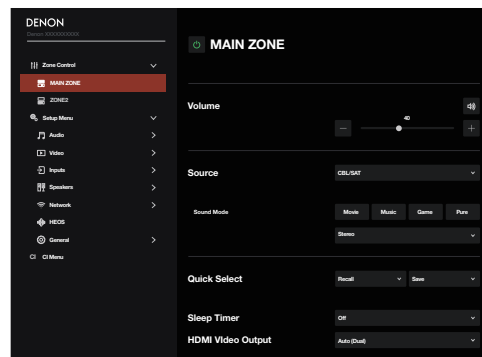 DENON
Denon
Zone Control
MAIN ZONE
ZONE2
Setup Menu
Audio
Video
Inputs
Speakers
Network
HEOS
General
CI CI Menu
MAIN ZONE
Volume
40
Source CBL/SAT
Sound Mode Movie Music Game Pure
Stereo
Quick Select Recall Save
Sleep Timer Off
HDMI Video Output Auto (Dual)